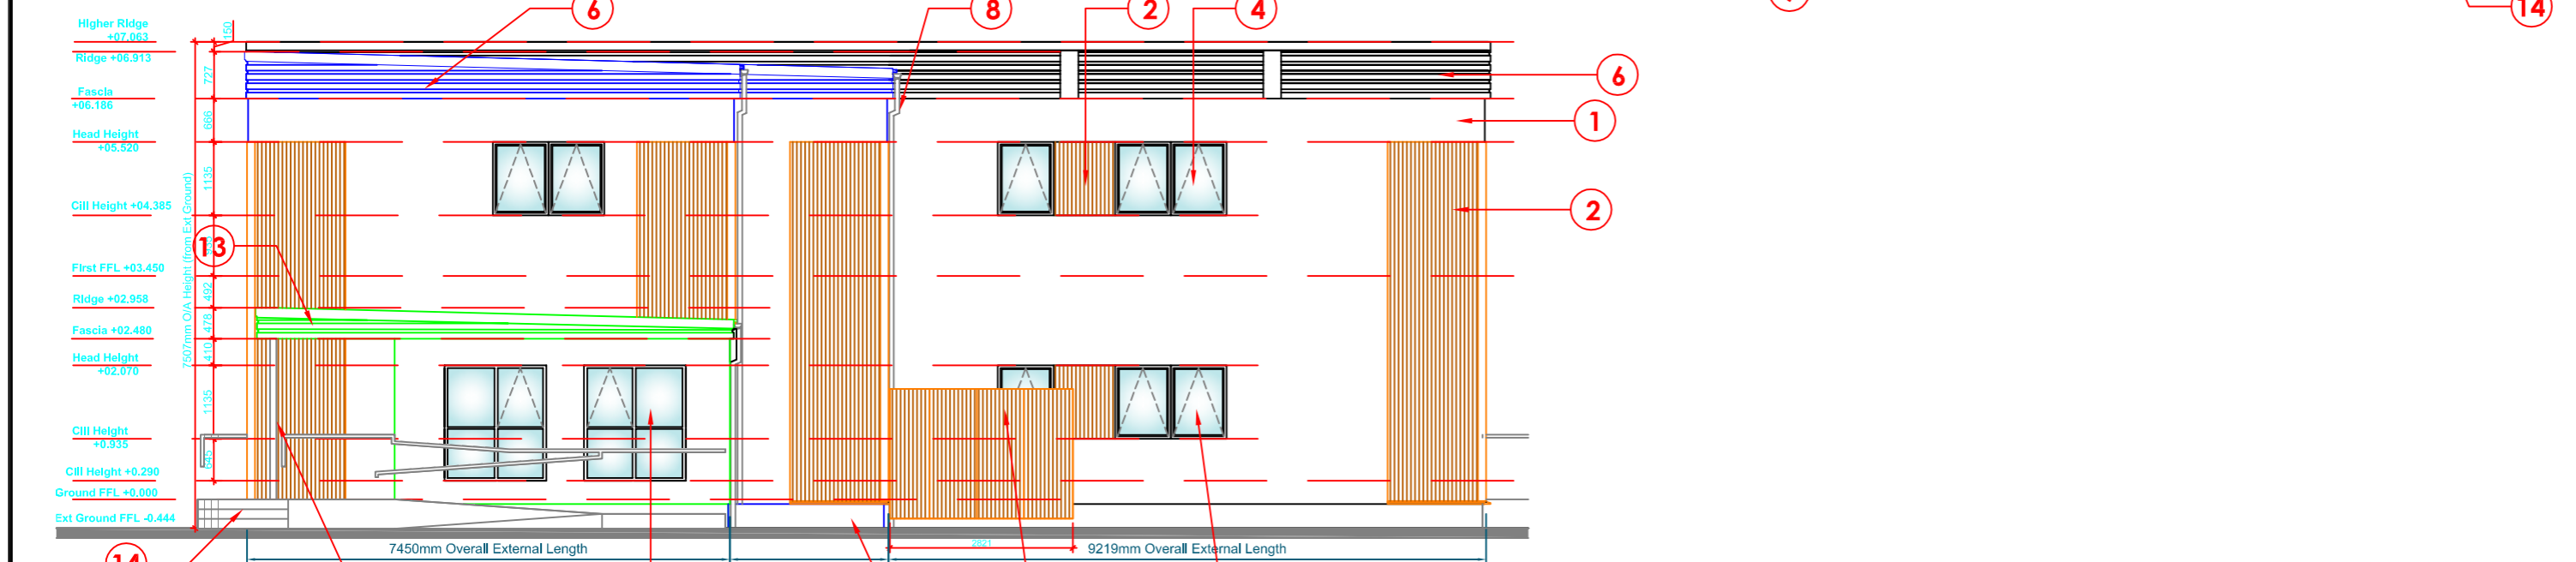 6
8
2
4
14
Higher Ridge
+07.063
150
Ridge +06.913
727
6
Fascia
+06.186
666
1
Head Height
+05.520
1135
Cill Height +04.385
2
7507mm O/A Height (from Ext Ground)
13
First FFL +03.450
492
Ridge +02.958
478
Fascia +02.480
410
Head Height
+02.070
1135
Cill Height
+0.935
645
Cill Height +0.290
Ground FFL +0.000
Ext Ground FFL -0.444
14
7450mm Overall External Length
2821
9219mm Overall External Length